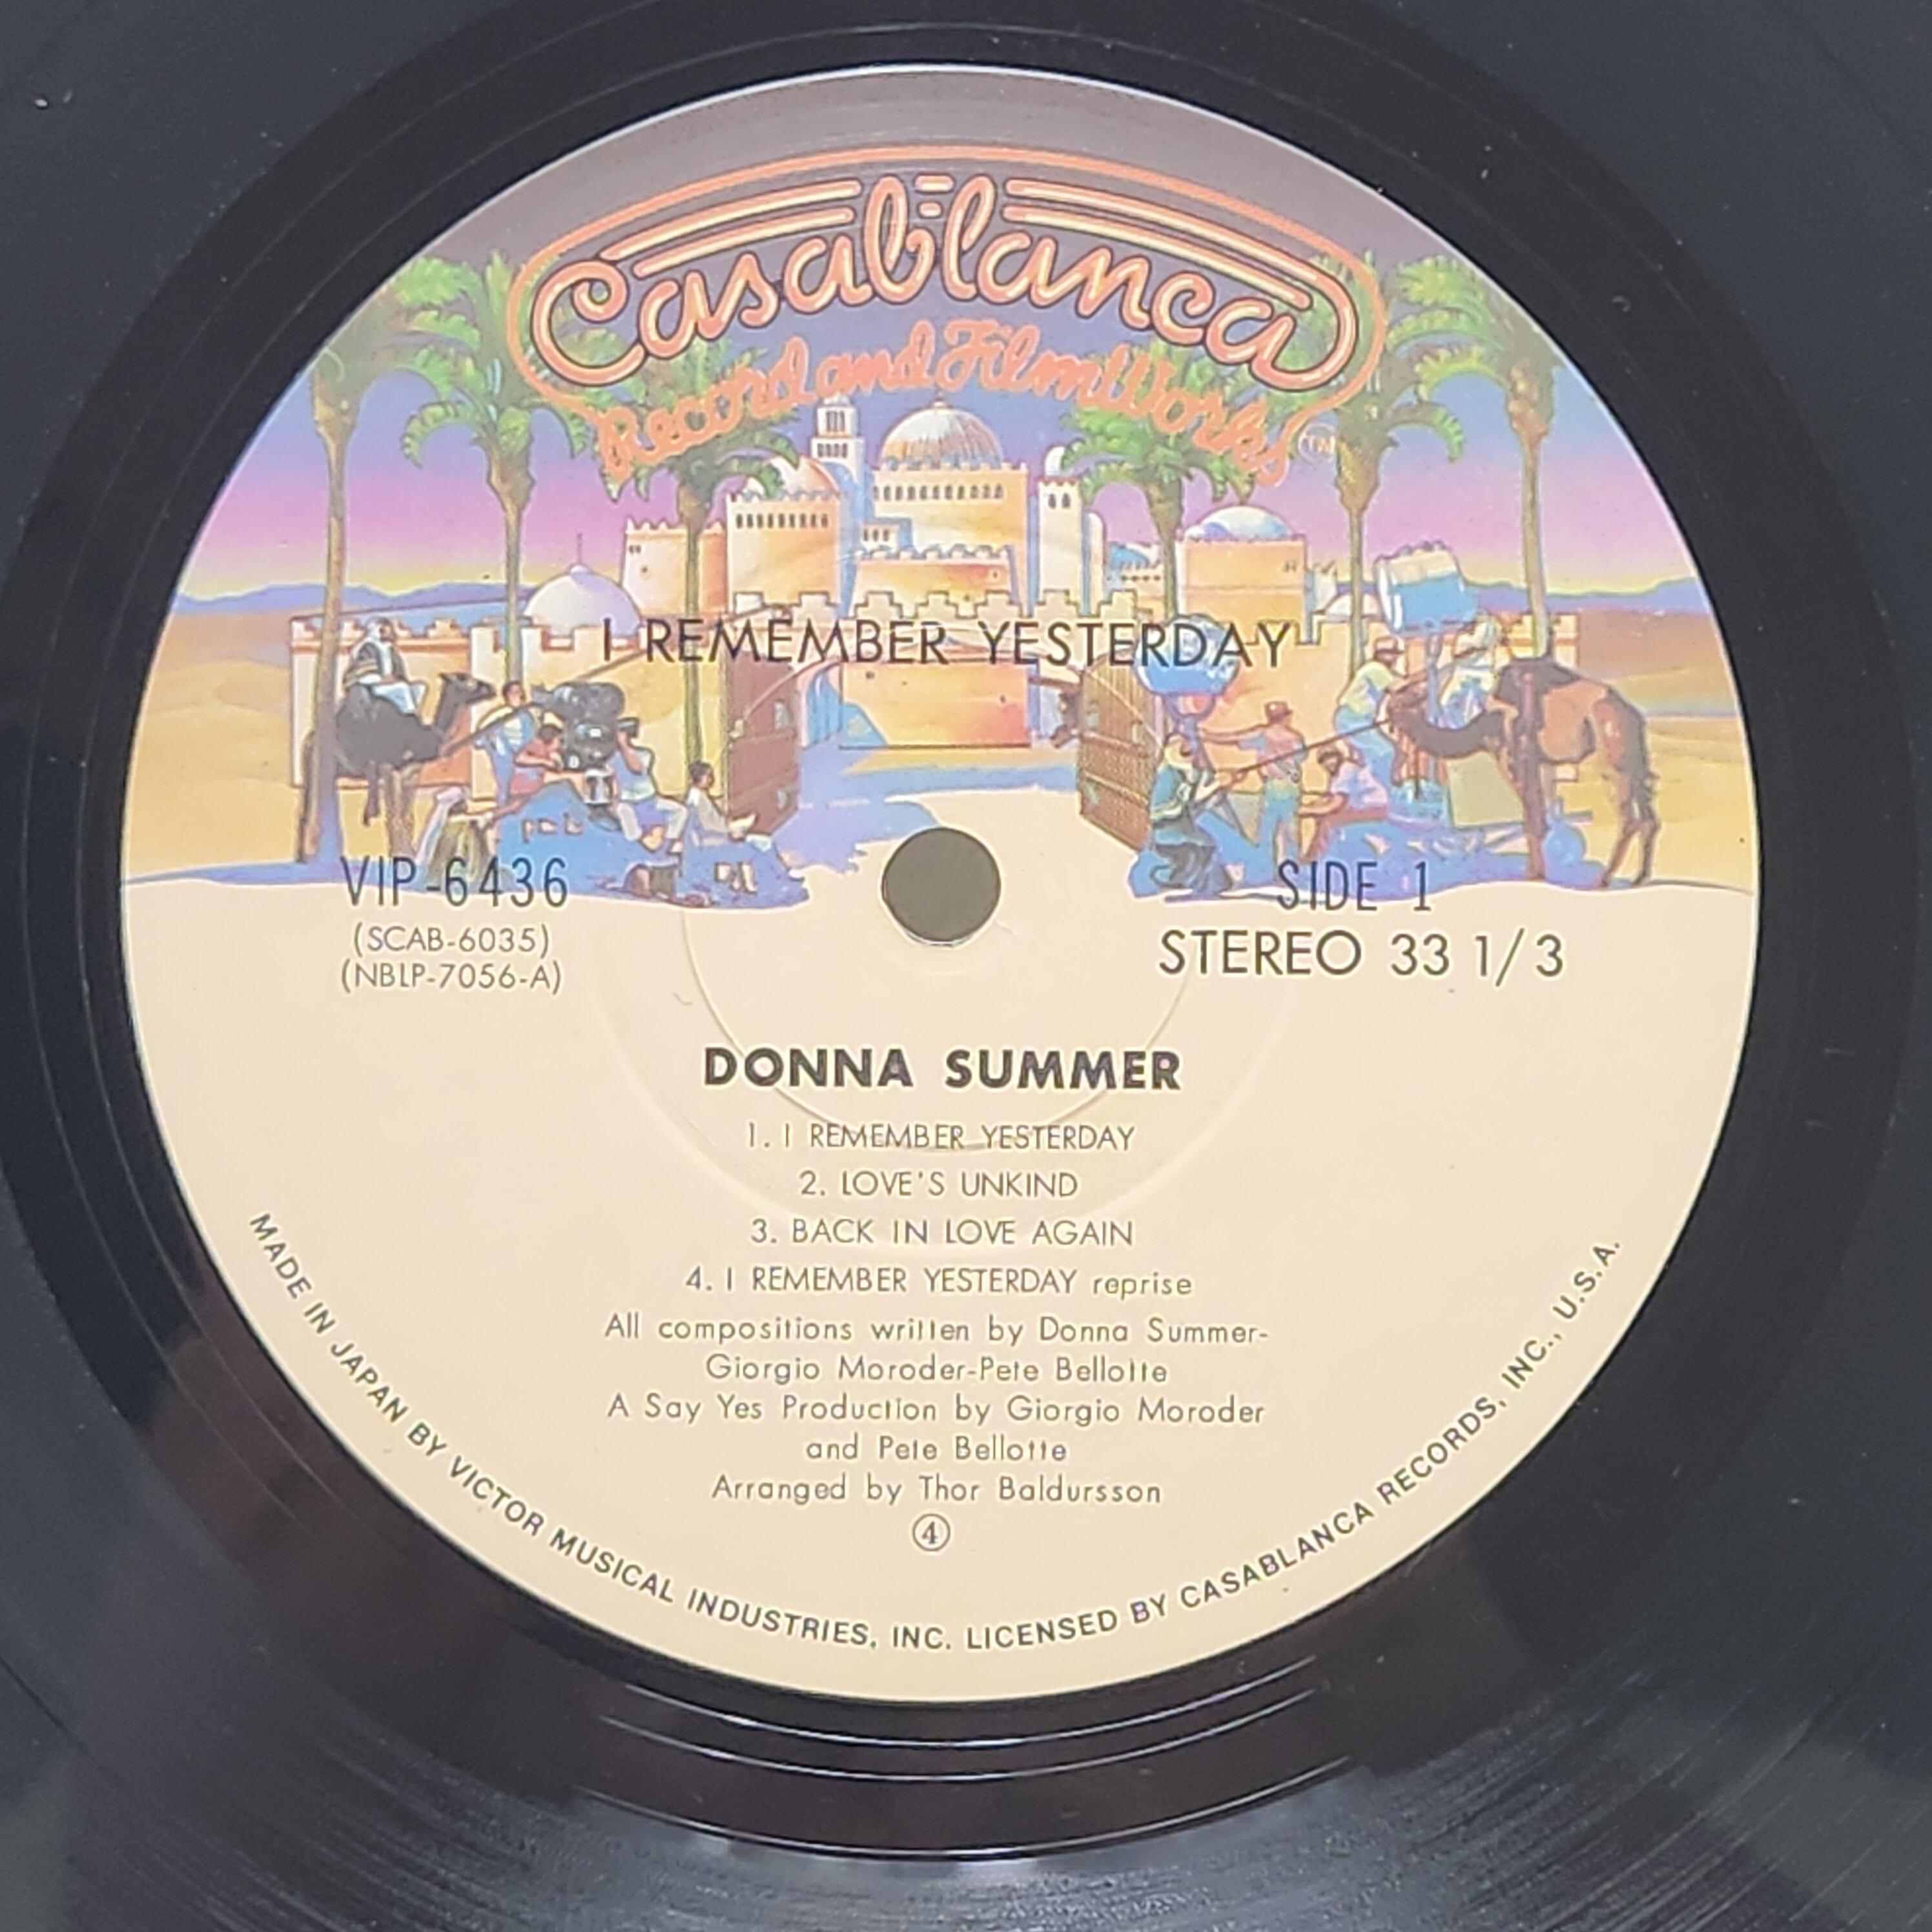 Casablanca
Record and FilmWorks
TM
I REMEMBER YESTERDAY
VIP-6436
(SCAB-6035)
(NBLP-7056-A)
SIDE 1
STEREO 33 1/3
DONNA SUMMER
1. I REMEMBER YESTERDAY
2. LOVE'S UNKIND
3. BACK IN LOVE AGAIN
4. I REMEMBER YESTERDAY reprise
All compositions written by Donna Summer-
Giorgio Moroder-Pete Bellotte
A Say Yes Production by Giorgio Moroder
and Pete Bellotte
Arranged by Thor Baldursson
④
MADE IN JAPAN BY VICTOR MUSICAL INDUSTRIES, INC. LICENSED BY CASABLANCA RECORDS, INC., U.S.A.